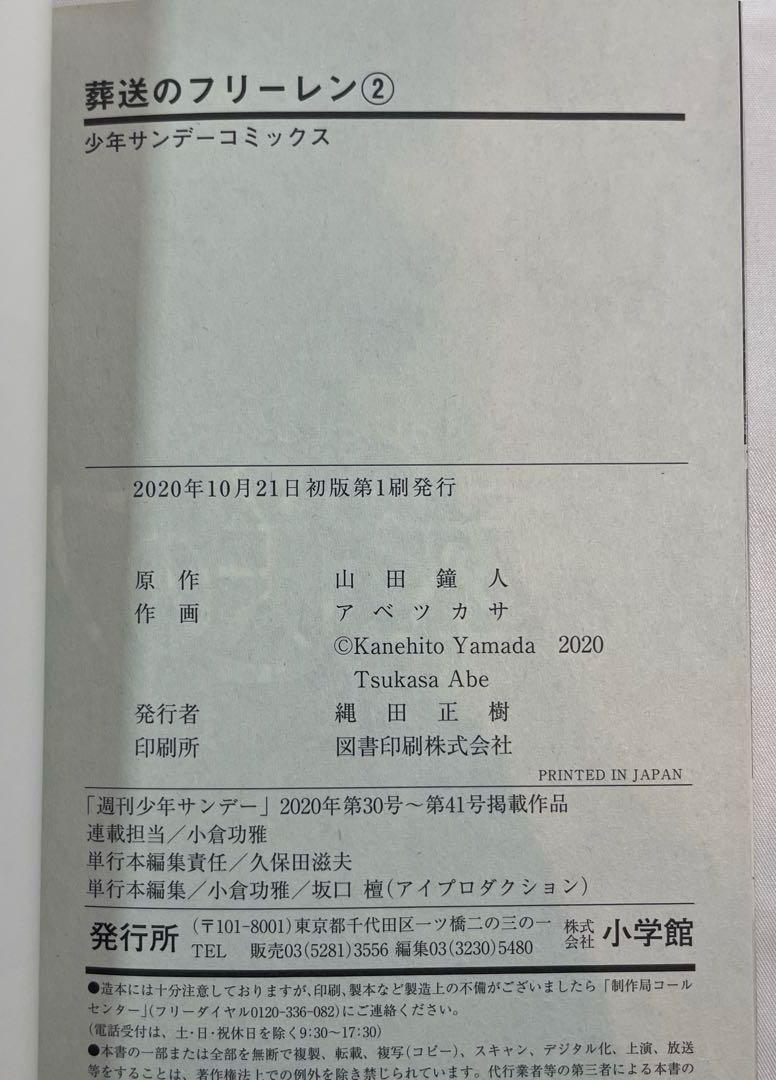 葬送のフリーレン②
少年サンデーコミックス
2020年10月21日初版第1刷発行
原作 山田鐘人
作画 アベツカサ
©Kanehito Yamada 2020
Tsukasa Abe
発行者 縄田正樹
印刷所 図書印刷株式会社
PRINTED IN JAPAN
「週刊少年サンデー」2020年第30号～第41号掲載作品
連載担当／小倉功雅
単行本編集責任／久保田滋夫
単行本編集／小倉功雅／坂口 檀(アイプロダクション)
発行所 (〒101-8001)東京都千代田区一ツ橋二の三の一 株式会社 小学館
TEL 販売03(5281)3556 編集03(3230)5480
●造本には十分注意しておりますが、印刷、製本など製造上の不備がございましたら「制作局コール
センター」(フリーダイヤル0120-336-082)にご連絡ください。
(電話受付は、土・日・祝休日を除く9:30~17:30)
●本書の一部または全部を無断で複製、転載、複写(コピー)、スキャン、デジタル化、上演、放送
等をすることは、著作権法上での例外を除き禁じられています。代行業者等の第三者による本書の